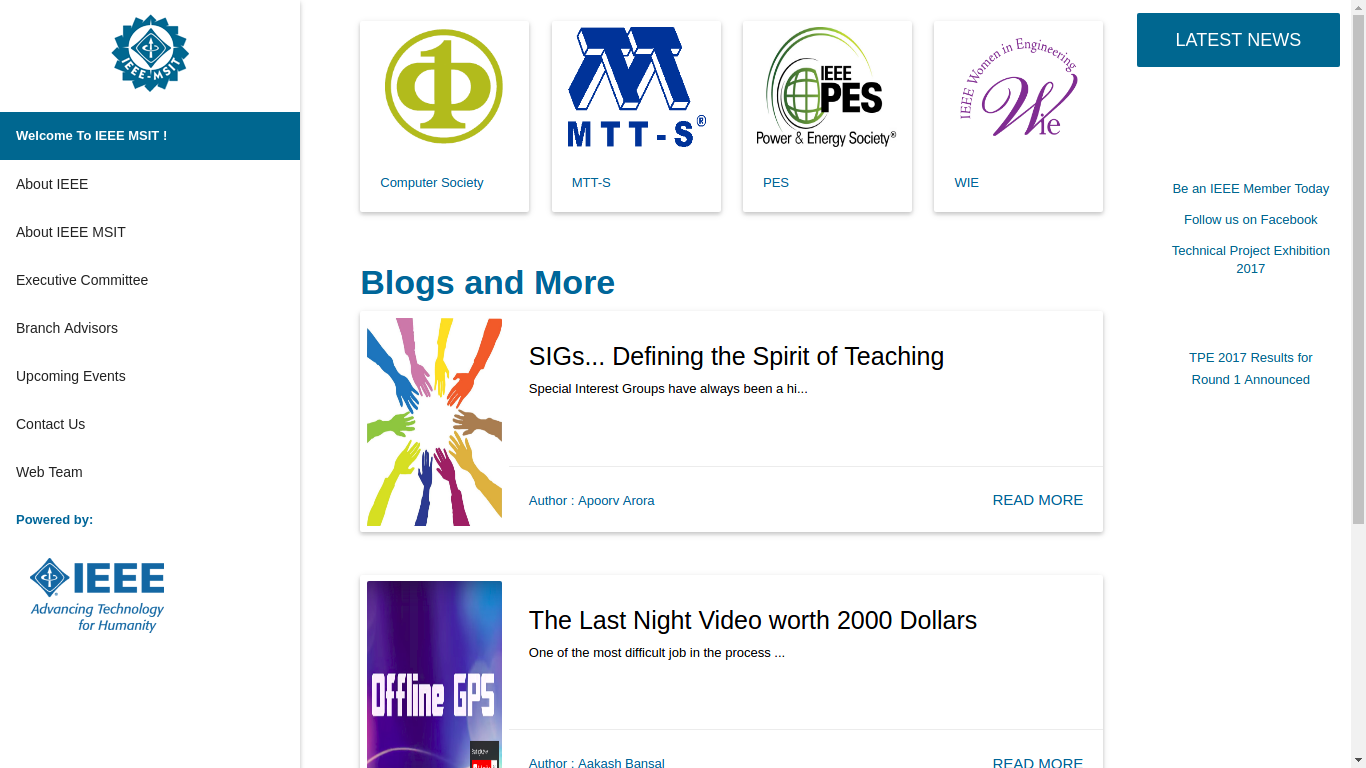 IEEE-MSIT
Welcome To IEEE MSIT !
About IEEE
About IEEE MSIT
Executive Committee
Branch Advisors
Upcoming Events
Contact Us
Web Team
Powered by:
IEEE
Advancing Technology
for Humanity
Computer Society
MTT-S®
MTT-S
IEEE
PES
Power & Energy Society®
PES
IEEE Women in Engineering
WIE
WIE
Blogs and More
SIGs... Defining the Spirit of Teaching
Special Interest Groups have always been a hi...
Author : Apoorv Arora
READ MORE
Offline GPS
The Last Night Video worth 2000 Dollars
One of the most difficult job in the process ...
Author : Aakash Bansal
READ MORE
LATEST NEWS
Be an IEEE Member Today
Follow us on Facebook
Technical Project Exhibition
2017
TPE 2017 Results for
Round 1 Announced